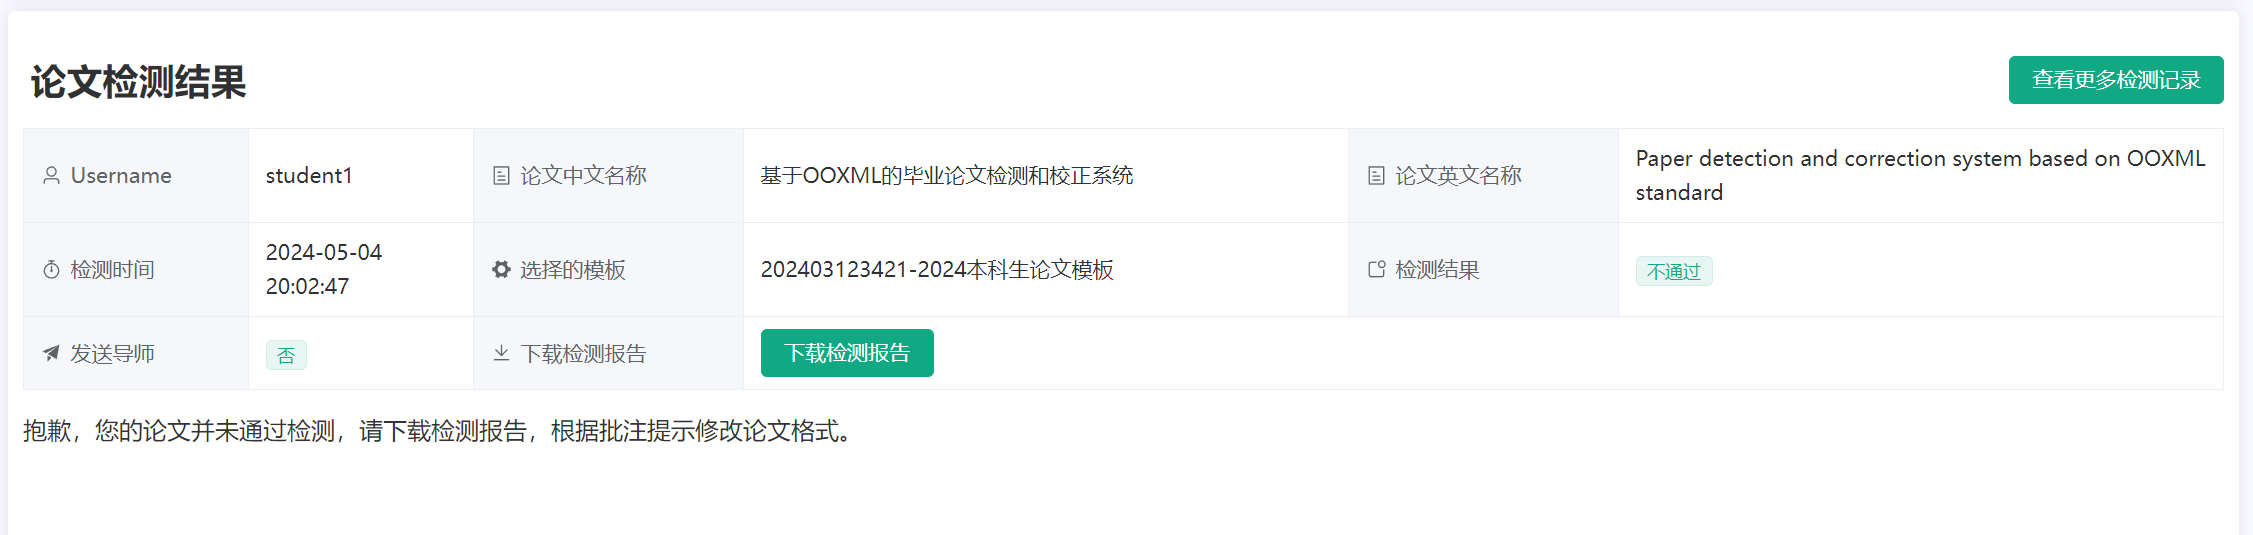 论文检测结果
查看更多检测记录
Username
student1
论文中文名称
基于OOXML的毕业论文检测和校正系统
论文英文名称
Paper detection and correction system based on OOXML
standard
检测时间
2024-05-04
20:02:47
选择的模板
202403123421-2024本科生论文模板
检测结果
不通过
发送导师
否
下载检测报告
下载检测报告
抱歉，您的论文并未通过检测，请下载检测报告，根据批注提示修改论文格式。